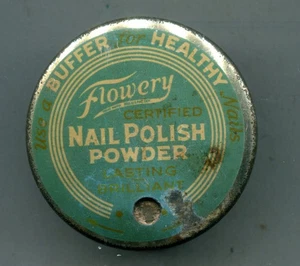 Use a BUFFER for HEALTHY Nails
Flowery
CERTIFIED
NAIL POLISH
POWDER
LASTING
BRILLIANT